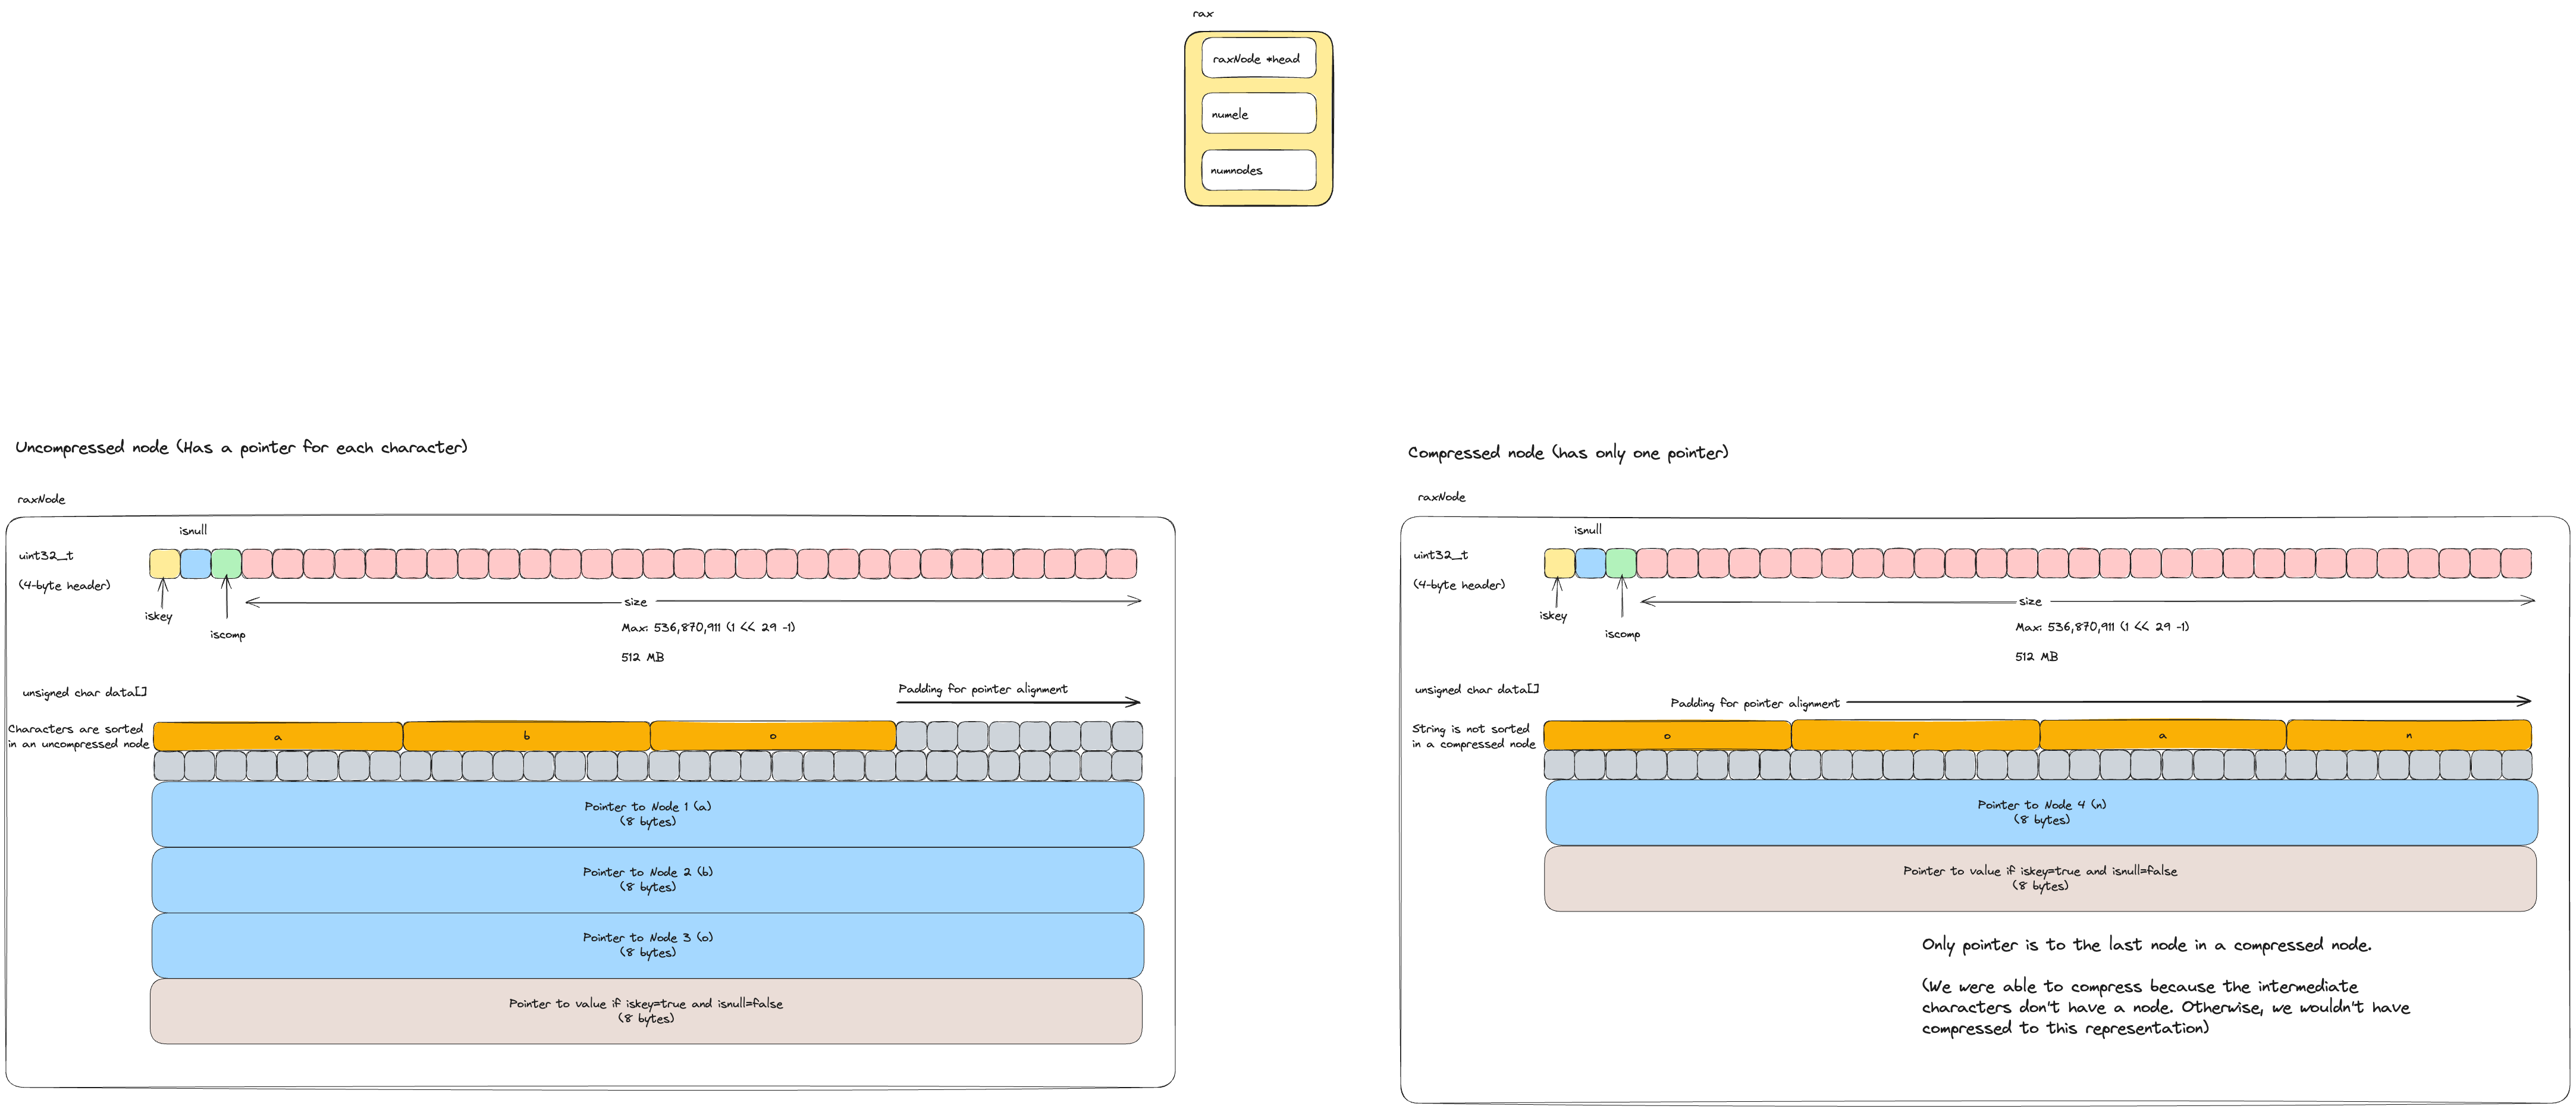 rax
raxNode *head
numele
numnodes
Uncompressed node (Has a pointer for each character)
raxNode
isnull
uint32_t
(4-byte header)
iskey
iscomp
size
Max: 536,870,911 (1 << 29 -1)
512 MB
unsigned char data[]
Padding for pointer alignment
Characters are sorted
in an uncompressed node
a
b
o
Pointer to Node 1 (a)
(8 bytes)
Pointer to Node 2 (b)
(8 bytes)
Pointer to Node 3 (o)
(8 bytes)
Pointer to value if iskey=true and isnull=false
(8 bytes)
Compressed node (has only one pointer)
raxNode
isnull
uint32_t
(4-byte header)
iskey
iscomp
size
Max: 536,870,911 (1 << 29 -1)
512 MB
unsigned char data[]
Padding for pointer alignment
String is not sorted
in a compressed node
o
r
a
n
Pointer to Node 4 (n)
(8 bytes)
Pointer to value if iskey=true and isnull=false
(8 bytes)
Only pointer is to the last node in a compressed node.
(We were able to compress because the intermediate
characters don't have a node. Otherwise, we wouldn't have
compressed to this representation)